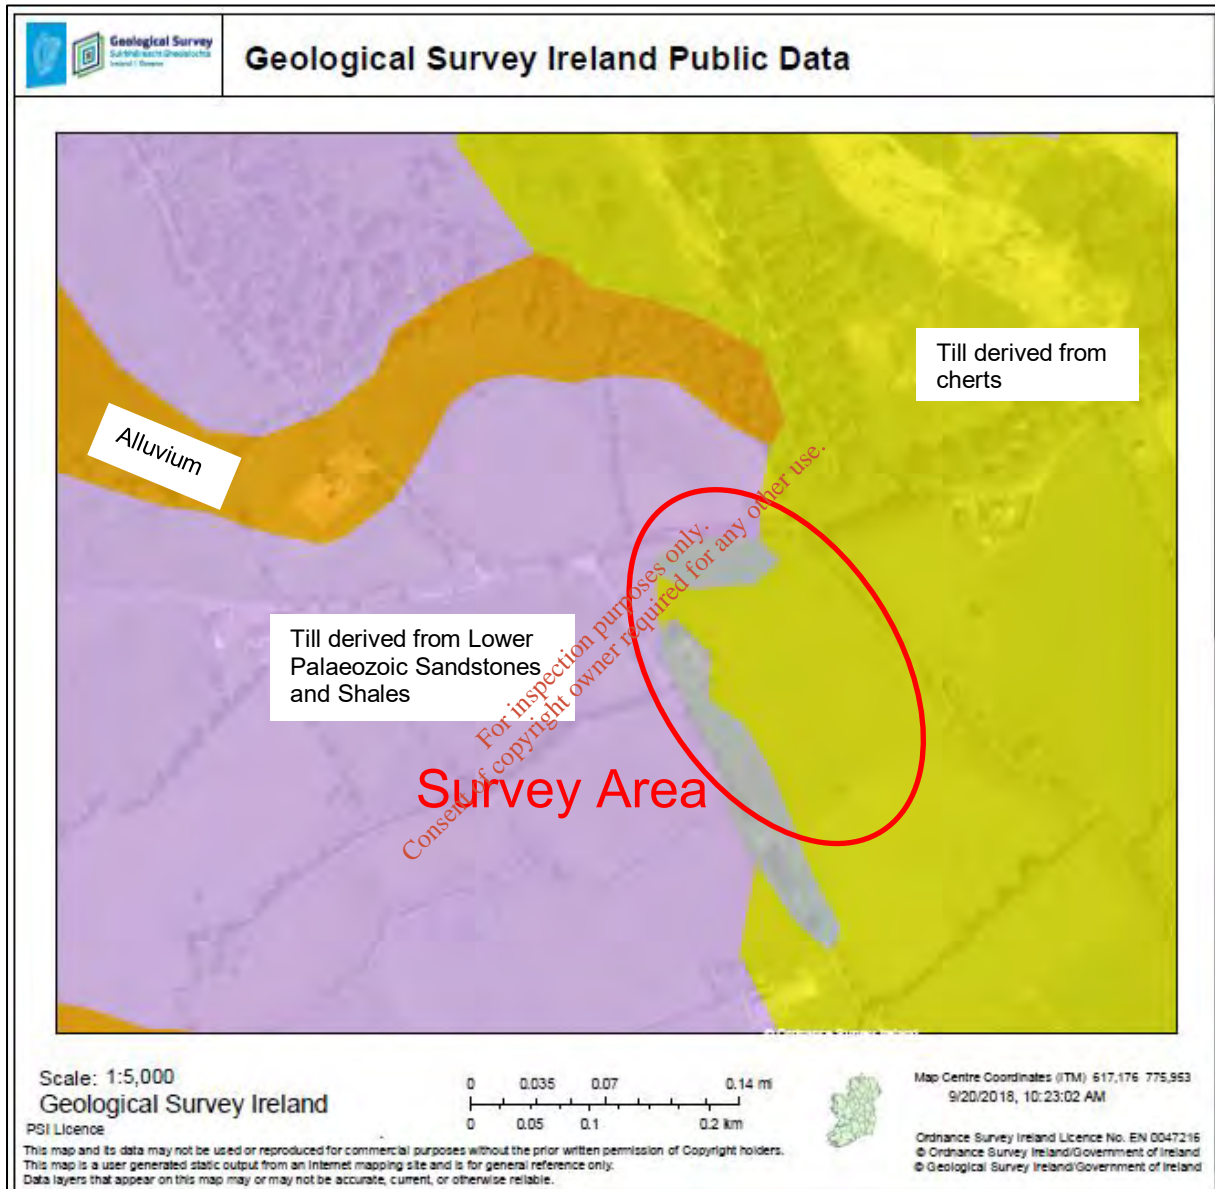 Geological Survey
Ireland | Éireann
Geological Survey Ireland Public Data
Till derived from
cherts
Alluvium
Till derived from Lower
Palaeozoic Sandstones
and Shales
For inspection purposes only.
Consent of copyright owner required for any other use.
Survey Area
© Ordnance Survey Ireland
Scale: 1:5,000
Geological Survey Ireland
PSI Licence
0 0.035 0.07 0.14 mi
0 0.05 0.1 0.2 km
Map Centre Coordinates (ITM) 617,176 775,953
9/20/2018, 10:23:02 AM
This map and its data may not be used or reproduced for commercial purposes without the prior written permission of Copyright holders.
This map is a user generated static output from an Internet mapping site and is for general reference only.
Data layers that appear on this map may or may not be accurate, current, or otherwise reliable.
Ordnance Survey Ireland Licence No. EN 0047216
© Ordnance Survey Ireland/Government of Ireland
© Geological Survey Ireland/Government of Ireland